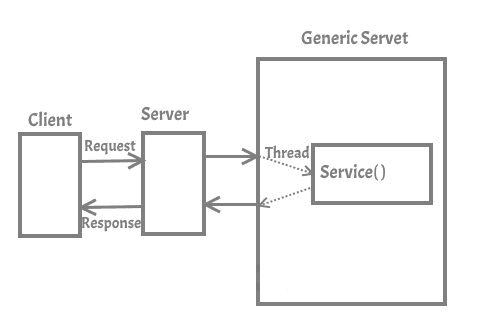 Generic Servet
Client
Server
Request
Thread
Service()
Response